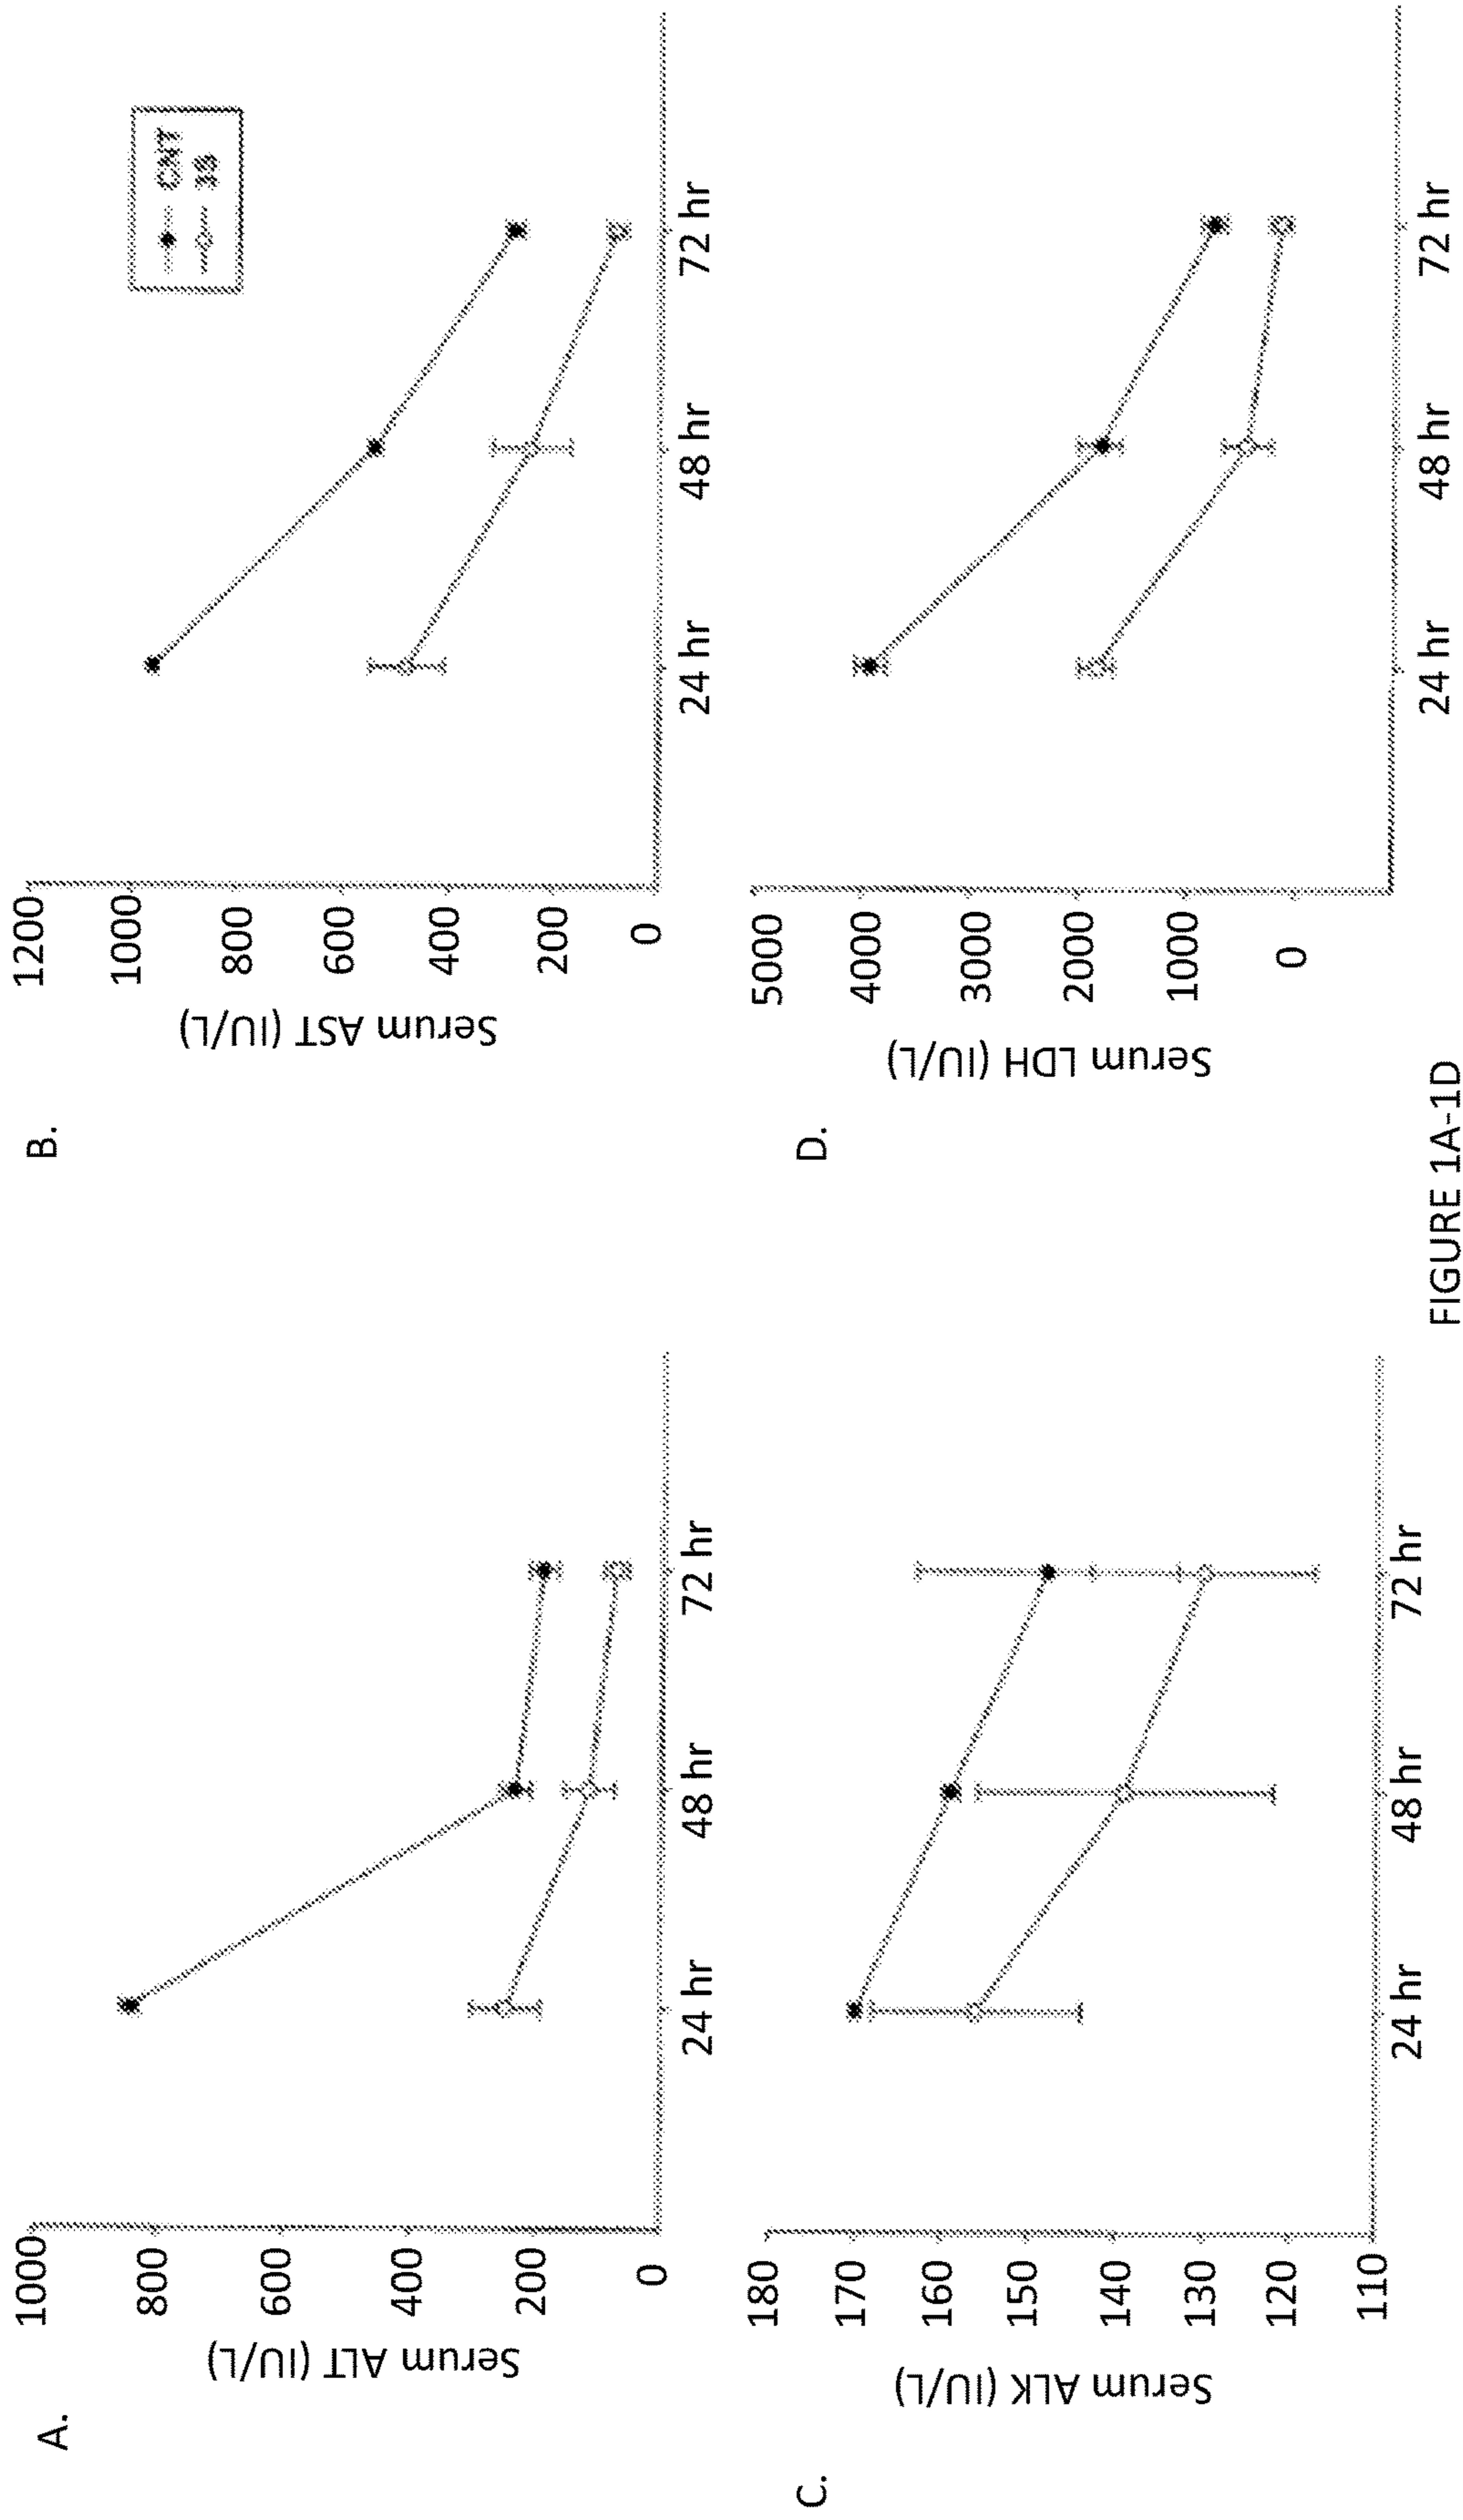 A.
Serum ALT (IU/L)
1000
800
600
400
200
0
24 hr
48 hr
72 hr
B.
Serum AST (IU/L)
1200
1000
800
600
400
200
0
24 hr
48 hr
72 hr
CNT
C.
Serum ALK (IU/L)
180
170
160
150
140
130
120
110
24 hr
48 hr
72 hr
D.
Serum LDH (IU/L)
5000
4000
3000
2000
1000
0
24 hr
48 hr
72 hr
FIGURE 1A-1D